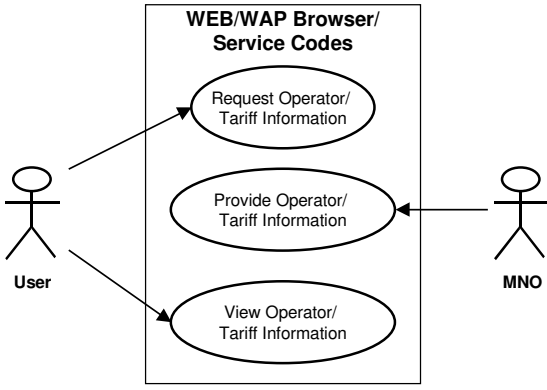 WEB/WAP Browser/
Service Codes
Request Operator/
Tariff Information
Provide Operator/
Tariff Information
User
MNO
View Operator/
Tariff Information